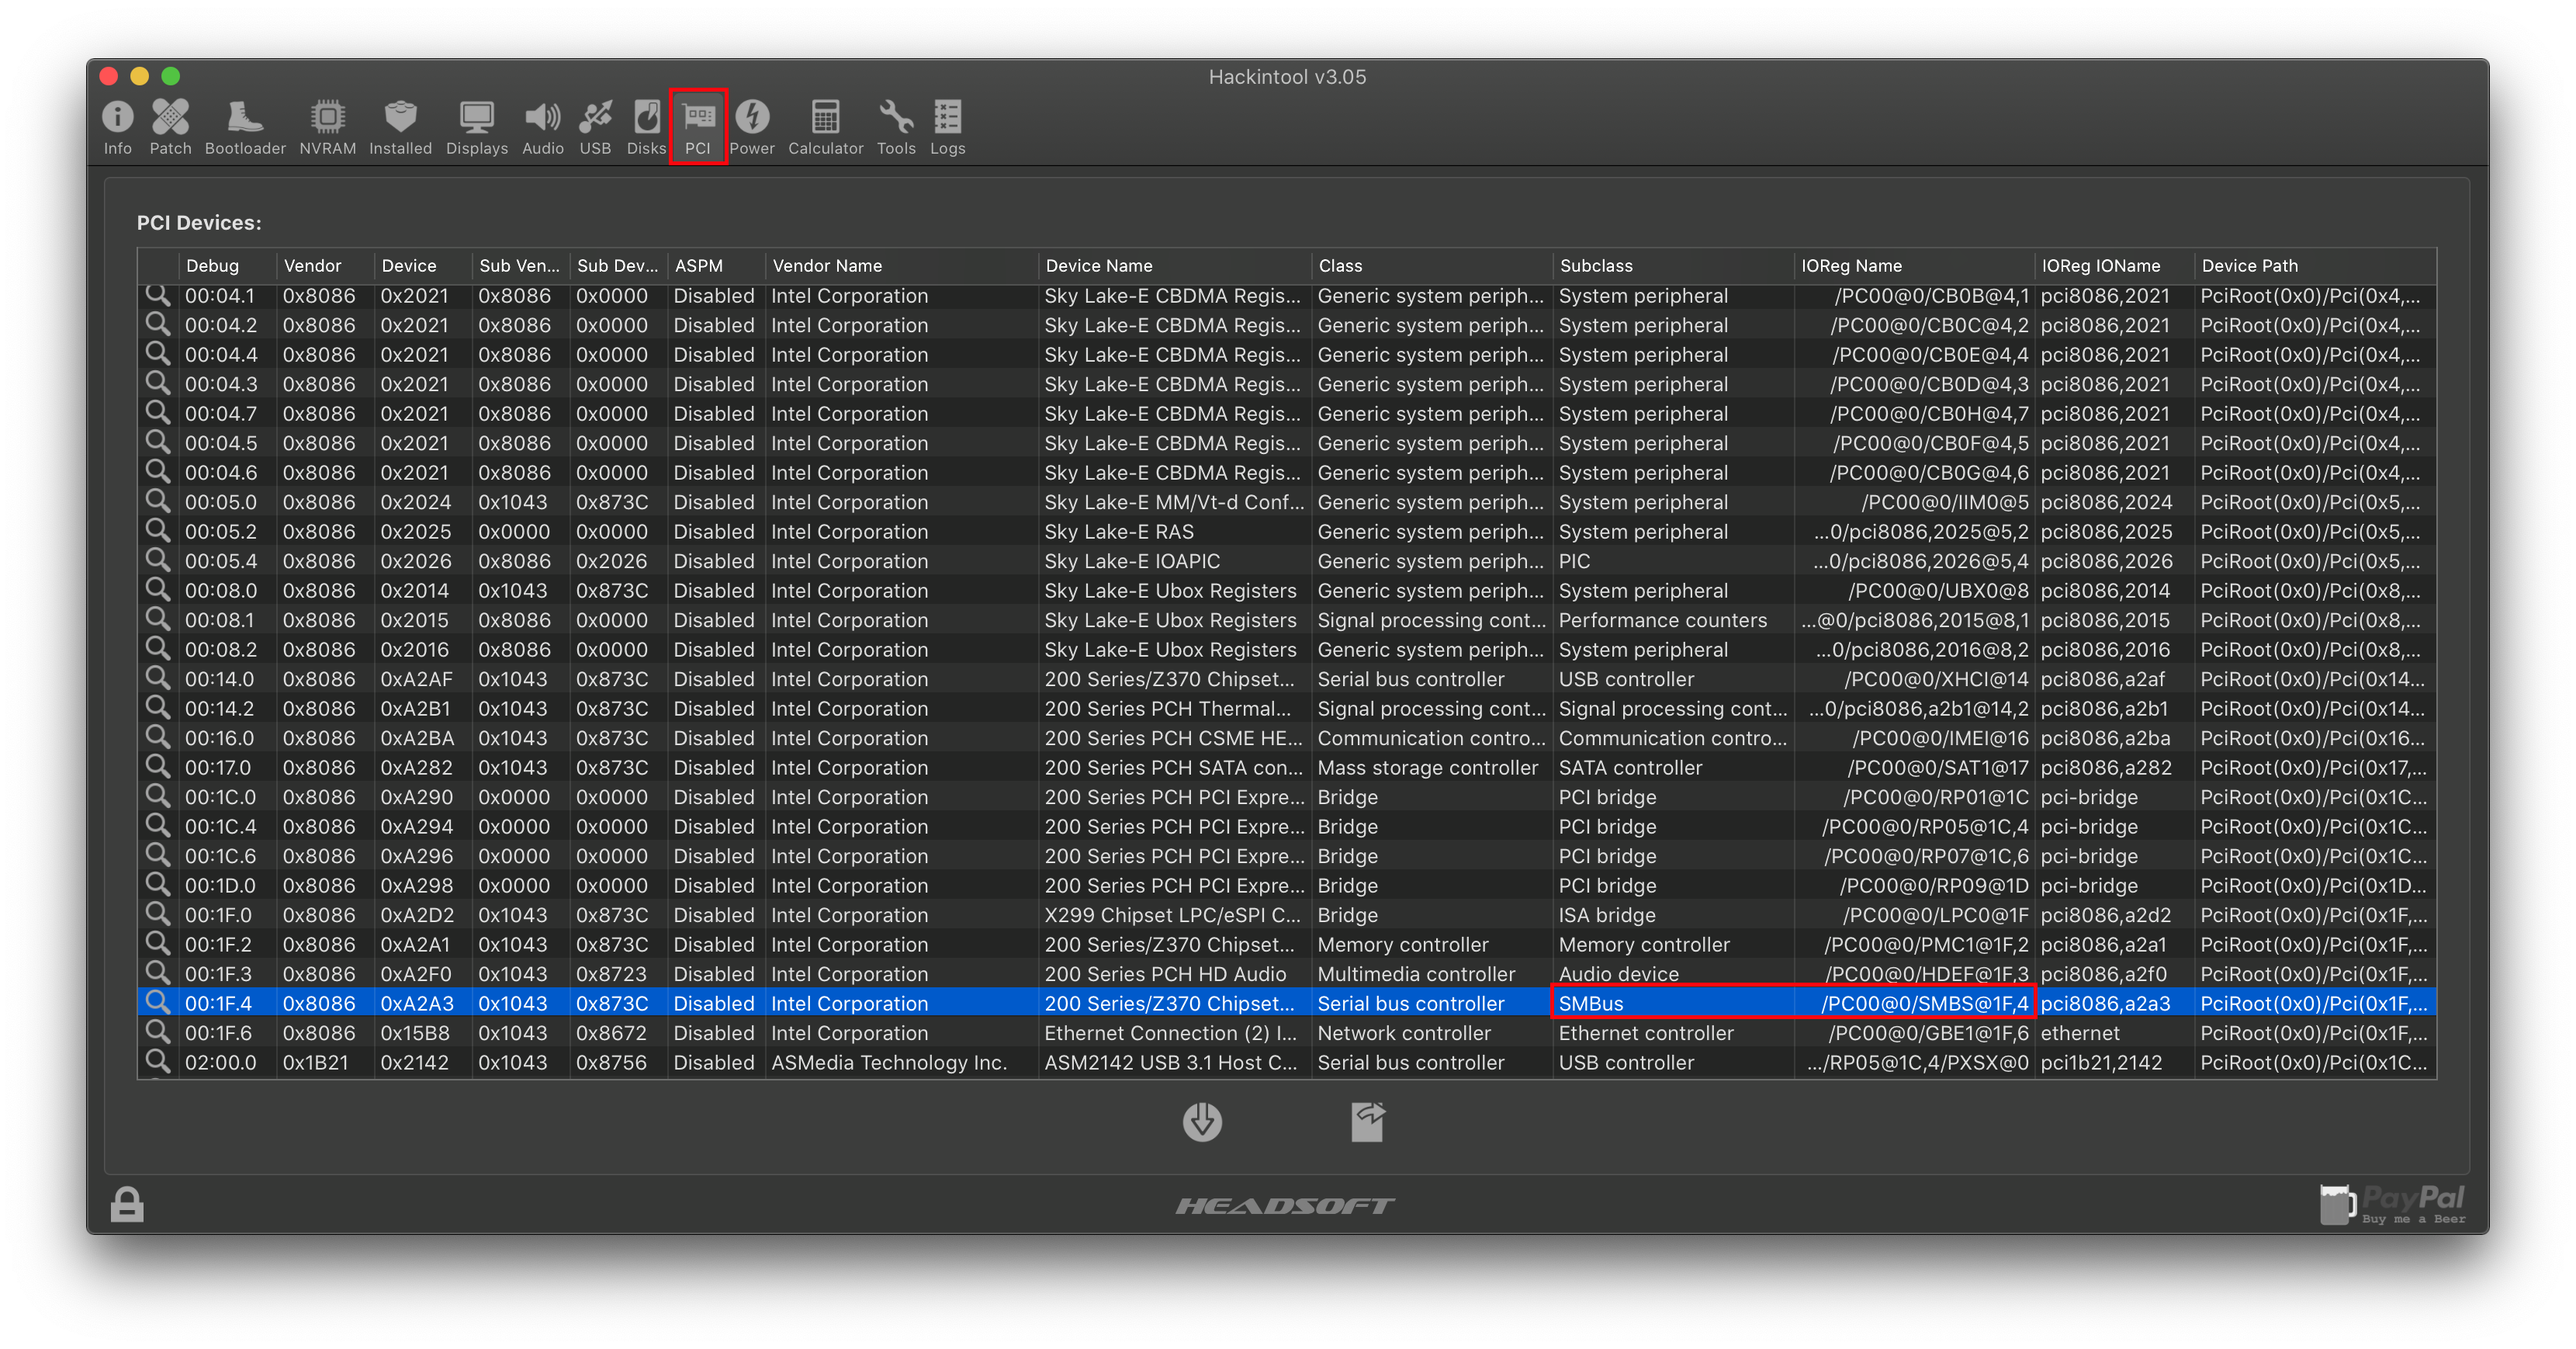 Hackintool v3.05
Info Patch Bootloader NVRAM Installed Displays Audio USB Disks PCI Power Calculator Tools Logs
PCI Devices:
Debug Vendor Device Sub Ven... Sub Dev... ASPM Vendor Name Device Name Class Subclass IOReg Name IOReg IOName Device Path
00:04.1 0x8086 0x2021 0x8086 0x0000 Disabled Intel Corporation Sky Lake-E CBDMA Regis... Generic system periph... System peripheral /PC00@0/CB0B@4,1 pci8086,2021 PciRoot(0x0)/Pci(0x4,...
00:04.2 0x8086 0x2021 0x8086 0x0000 Disabled Intel Corporation Sky Lake-E CBDMA Regis... Generic system periph... System peripheral /PC00@0/CB0C@4,2 pci8086,2021 PciRoot(0x0)/Pci(0x4,...
00:04.4 0x8086 0x2021 0x8086 0x0000 Disabled Intel Corporation Sky Lake-E CBDMA Regis... Generic system periph... System peripheral /PC00@0/CB0E@4,4 pci8086,2021 PciRoot(0x0)/Pci(0x4,...
00:04.3 0x8086 0x2021 0x8086 0x0000 Disabled Intel Corporation Sky Lake-E CBDMA Regis... Generic system periph... System peripheral /PC00@0/CB0D@4,3 pci8086,2021 PciRoot(0x0)/Pci(0x4,...
00:04.7 0x8086 0x2021 0x8086 0x0000 Disabled Intel Corporation Sky Lake-E CBDMA Regis... Generic system periph... System peripheral /PC00@0/CB0H@4,7 pci8086,2021 PciRoot(0x0)/Pci(0x4,...
00:04.5 0x8086 0x2021 0x8086 0x0000 Disabled Intel Corporation Sky Lake-E CBDMA Regis... Generic system periph... System peripheral /PC00@0/CB0F@4,5 pci8086,2021 PciRoot(0x0)/Pci(0x4,...
00:04.6 0x8086 0x2021 0x8086 0x0000 Disabled Intel Corporation Sky Lake-E CBDMA Regis... Generic system periph... System peripheral /PC00@0/CB0G@4,6 pci8086,2021 PciRoot(0x0)/Pci(0x4,...
00:05.0 0x8086 0x2024 0x1043 0x873C Disabled Intel Corporation Sky Lake-E MM/Vt-d Conf... Generic system periph... System peripheral /PC00@0/IIM0@5 pci8086,2024 PciRoot(0x0)/Pci(0x5,...
00:05.2 0x8086 0x2025 0x0000 0x0000 Disabled Intel Corporation Sky Lake-E RAS Generic system periph... System peripheral ...0/pci8086,2025@5,2 pci8086,2025 PciRoot(0x0)/Pci(0x5,...
00:05.4 0x8086 0x2026 0x8086 0x2026 Disabled Intel Corporation Sky Lake-E IOAPIC Generic system periph... PIC ...0/pci8086,2026@5,4 pci8086,2026 PciRoot(0x0)/Pci(0x5,...
00:08.0 0x8086 0x2014 0x1043 0x873C Disabled Intel Corporation Sky Lake-E Ubox Registers Generic system periph... System peripheral /PC00@0/UBX0@8 pci8086,2014 PciRoot(0x0)/Pci(0x8,...
00:08.1 0x8086 0x2015 0x8086 0x0000 Disabled Intel Corporation Sky Lake-E Ubox Registers Signal processing cont... Performance counters ...@0/pci8086,2015@8,1 pci8086,2015 PciRoot(0x0)/Pci(0x8,...
00:08.2 0x8086 0x2016 0x8086 0x0000 Disabled Intel Corporation Sky Lake-E Ubox Registers Generic system periph... System peripheral ...0/pci8086,2016@8,2 pci8086,2016 PciRoot(0x0)/Pci(0x8,...
00:14.0 0x8086 0xA2AF 0x1043 0x873C Disabled Intel Corporation 200 Series/Z370 Chipset... Serial bus controller USB controller /PC00@0/XHCI@14 pci8086,a2af PciRoot(0x0)/Pci(0x14...
00:14.2 0x8086 0xA2B1 0x1043 0x873C Disabled Intel Corporation 200 Series PCH Thermal... Signal processing cont... Signal processing cont... ...0/pci8086,a2b1@14,2 pci8086,a2b1 PciRoot(0x0)/Pci(0x14...
00:16.0 0x8086 0xA2BA 0x1043 0x873C Disabled Intel Corporation 200 Series PCH CSME HE... Communication contro... Communication contro... /PC00@0/IMEI@16 pci8086,a2ba PciRoot(0x0)/Pci(0x16...
00:17.0 0x8086 0xA282 0x1043 0x873C Disabled Intel Corporation 200 Series PCH SATA con... Mass storage controller SATA controller /PC00@0/SAT1@17 pci8086,a282 PciRoot(0x0)/Pci(0x17,...
00:1C.0 0x8086 0xA290 0x0000 0x0000 Disabled Intel Corporation 200 Series PCH PCI Expre... Bridge PCI bridge /PC00@0/RP01@1C pci-bridge PciRoot(0x0)/Pci(0x1C...
00:1C.4 0x8086 0xA294 0x0000 0x0000 Disabled Intel Corporation 200 Series PCH PCI Expre... Bridge PCI bridge /PC00@0/RP05@1C,4 pci-bridge PciRoot(0x0)/Pci(0x1C...
00:1C.6 0x8086 0xA296 0x0000 0x0000 Disabled Intel Corporation 200 Series PCH PCI Expre... Bridge PCI bridge /PC00@0/RP07@1C,6 pci-bridge PciRoot(0x0)/Pci(0x1C...
00:1D.0 0x8086 0xA298 0x0000 0x0000 Disabled Intel Corporation 200 Series PCH PCI Expre... Bridge PCI bridge /PC00@0/RP09@1D pci-bridge PciRoot(0x0)/Pci(0x1D...
00:1F.0 0x8086 0xA2D2 0x1043 0x873C Disabled Intel Corporation X299 Chipset LPC/eSPI C... Bridge ISA bridge /PC00@0/LPC0@1F pci8086,a2d2 PciRoot(0x0)/Pci(0x1F,...
00:1F.2 0x8086 0xA2A1 0x1043 0x873C Disabled Intel Corporation 200 Series/Z370 Chipset... Memory controller Memory controller /PC00@0/PMC1@1F,2 pci8086,a2a1 PciRoot(0x0)/Pci(0x1F,...
00:1F.3 0x8086 0xA2F0 0x1043 0x8723 Disabled Intel Corporation 200 Series PCH HD Audio Multimedia controller Audio device /PC00@0/HDEF@1F,3 pci8086,a2f0 PciRoot(0x0)/Pci(0x1F,...
00:1F.4 0x8086 0xA2A3 0x1043 0x873C Disabled Intel Corporation 200 Series/Z370 Chipset... Serial bus controller SMBus /PC00@0/SMBS@1F,4 pci8086,a2a3 PciRoot(0x0)/Pci(0x1F,...
00:1F.6 0x8086 0x15B8 0x1043 0x8672 Disabled Intel Corporation Ethernet Connection (2) I... Network controller Ethernet controller /PC00@0/GBE1@1F,6 ethernet PciRoot(0x0)/Pci(0x1F,...
02:00.0 0x1B21 0x2142 0x1043 0x8756 Disabled ASMedia Technology Inc. ASM2142 USB 3.1 Host C... Serial bus controller USB controller .../RP05@1C,4/PXSX@0 pci1b21,2142 PciRoot(0x0)/Pci(0x1C...
HEADSOFT
PayPal
Buy me a Beer